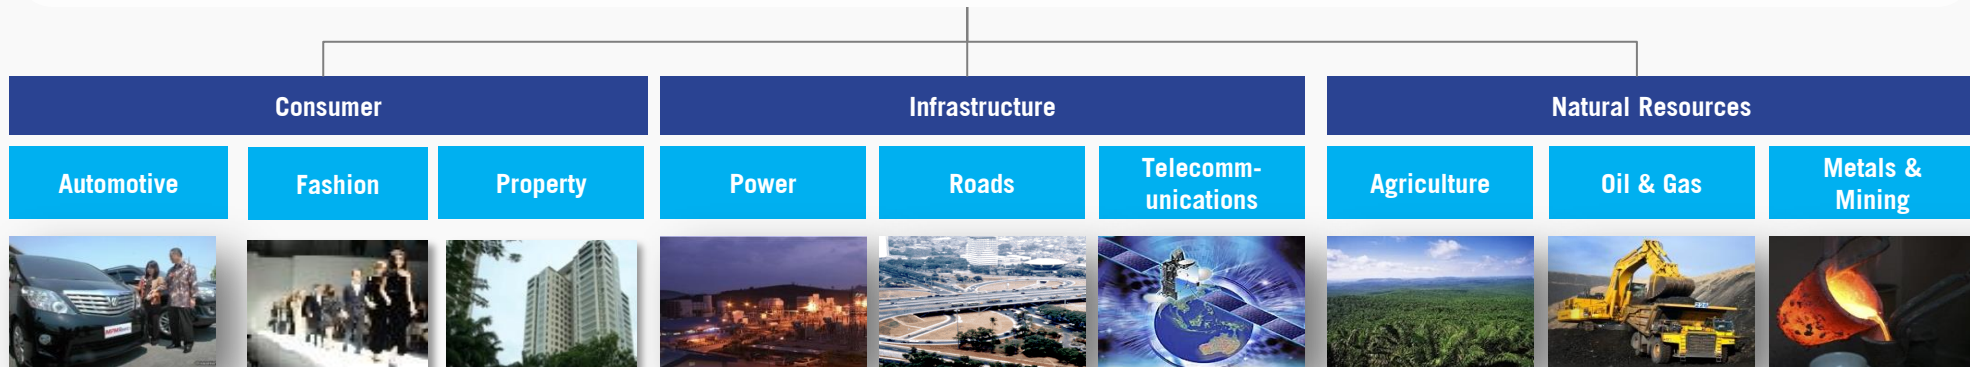 Consumer
Infrastructure
Natural Resources
Automotive
Fashion
Property
Power
Roads
Telecomm-
unications
Agriculture
Oil & Gas
Metals &
Mining